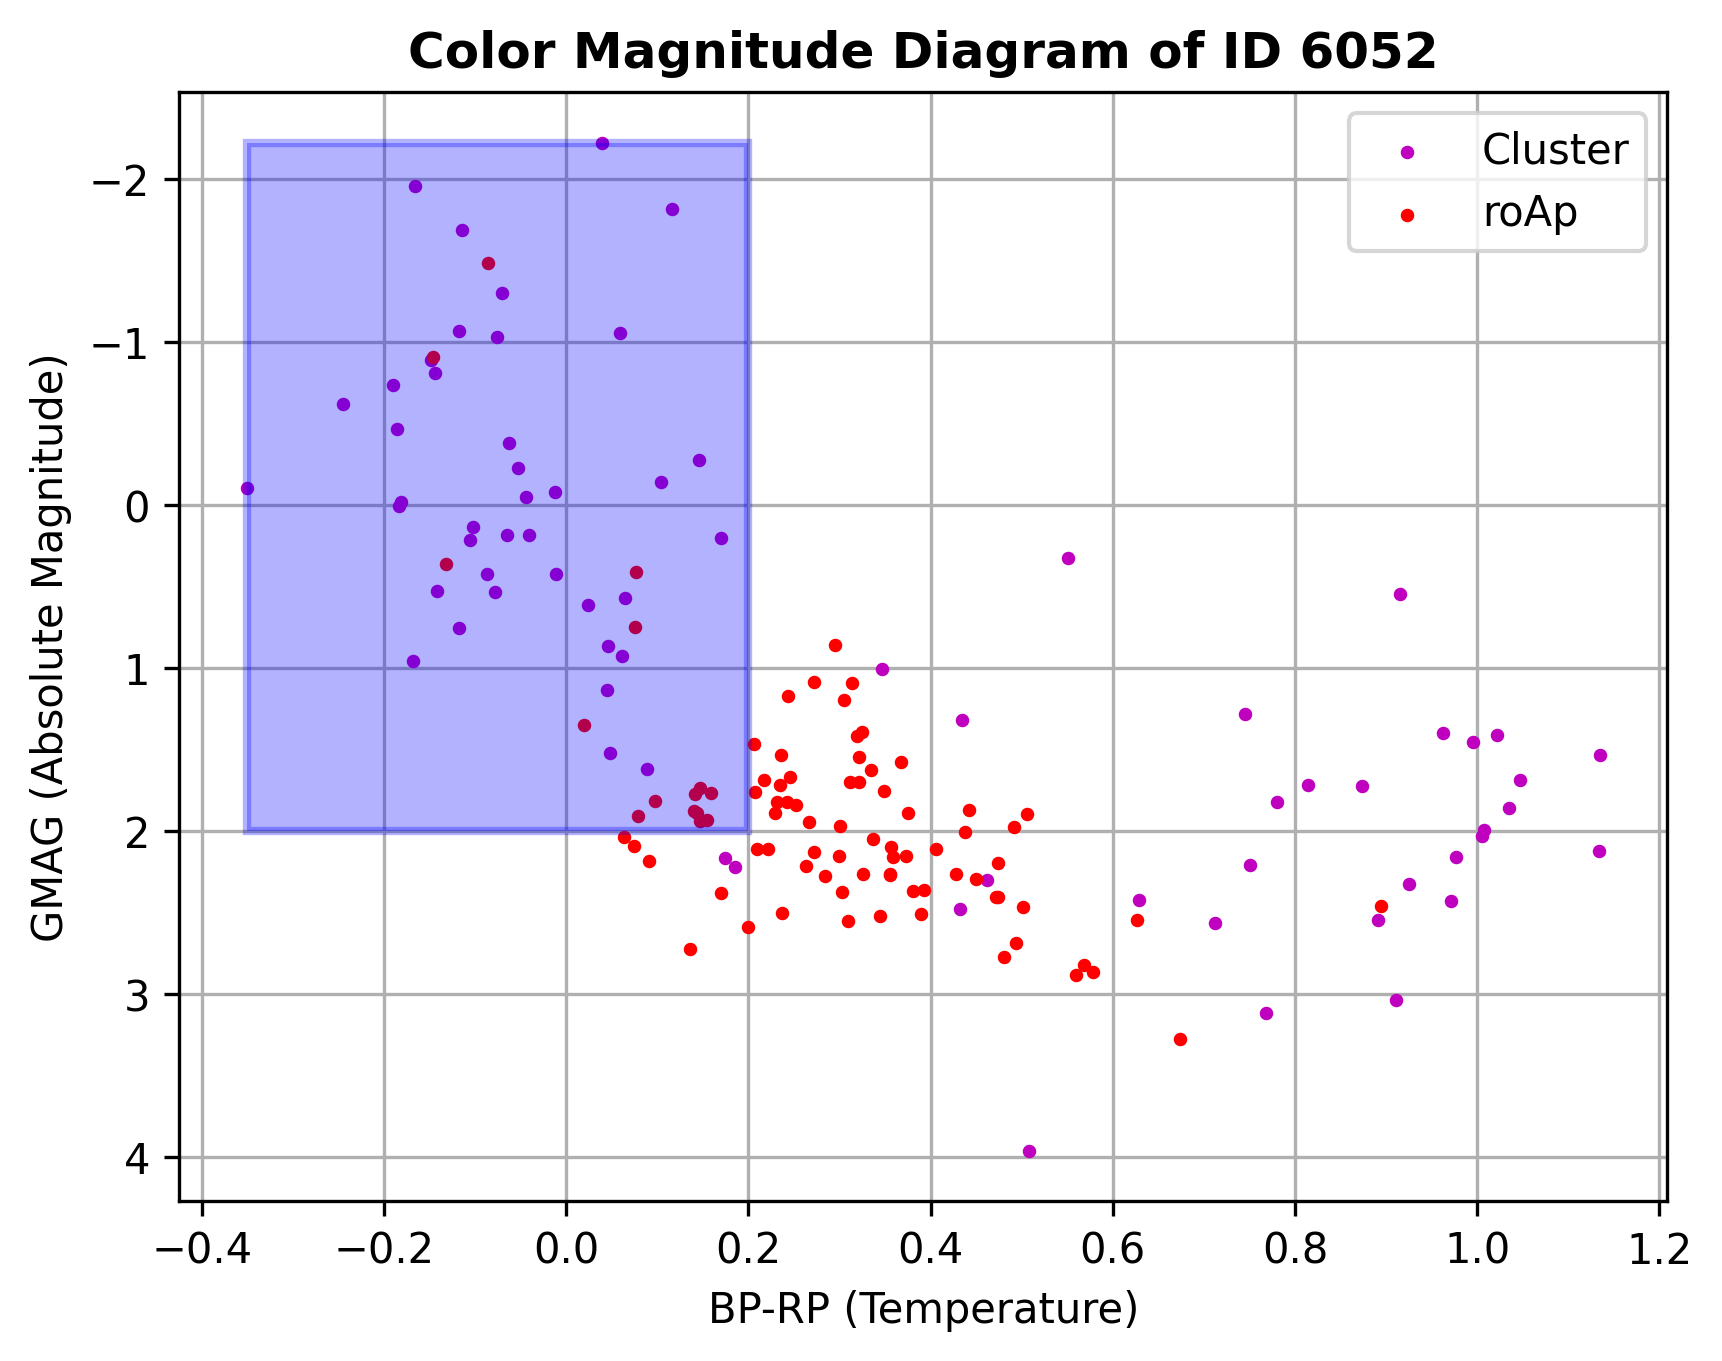 Color Magnitude Diagram of ID 6052
Cluster
roAp
GMAG (Absolute Magnitude)
−2
−1
0
1
2
3
4
−0.4 −0.2 0.0 0.2 0.4 0.6 0.8 1.0 1.2
BP-RP (Temperature)